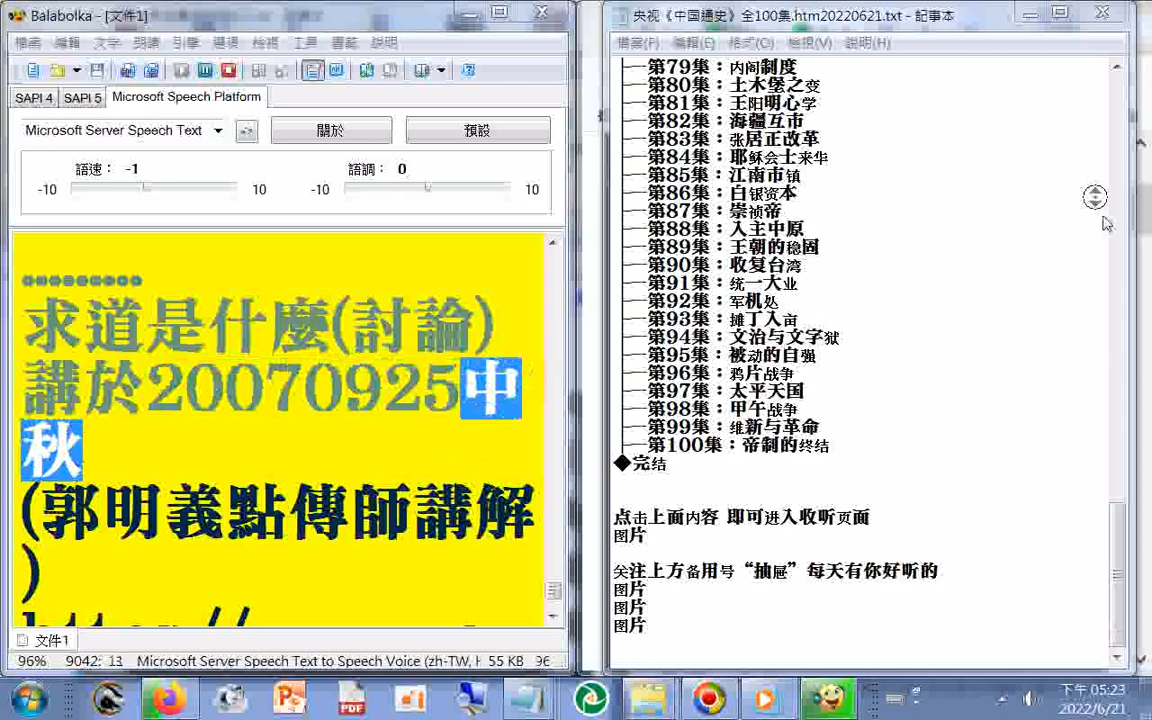 Balabolka - [文件1]
檔案 編輯 文字 朗讀 引擎 選項 檢視 工具 書籤 說明
SAPI 4 SAPI 5 Microsoft Speech Platform
Microsoft Server Speech Text
關於
預設
語速： -1
語調： 0
-10 10 -10 10
求道是什麼(討論)
講於20070925中
秋
(郭明義點傳師講解
)
文件1
96% 9042: 13 Microsoft Server Speech Text to Speech Voice (zh-TW, H 55 KB 96
央视《中国通史》全100集.htm20220621.txt - 記事本
檔案(F) 編輯(E) 格式(O) 檢視(V) 說明(H)
第79集：内阁制度
第80集：土木堡之变
第81集：王阳明心学
第82集：海疆互市
第83集：张居正改革
第84集：耶稣会士来华
第85集：江南市镇
第86集：白银资本
第87集：崇祯帝
第88集：入主中原
第89集：王朝的稳固
第90集：收复台湾
第91集：统一大业
第92集：军机处
第93集：摊丁入亩
第94集：文治与文字狱
第95集：被动的自强
第96集：鸦片战争
第97集：太平天国
第98集：甲午战争
第99集：维新与革命
第100集：帝制的终结
◆完结
点击上面内容 即可进入收听页面
图片
关注上方备用号“抽屉”每天有你好听的
图片
图片
图片
下午 05:23
2022/6/21